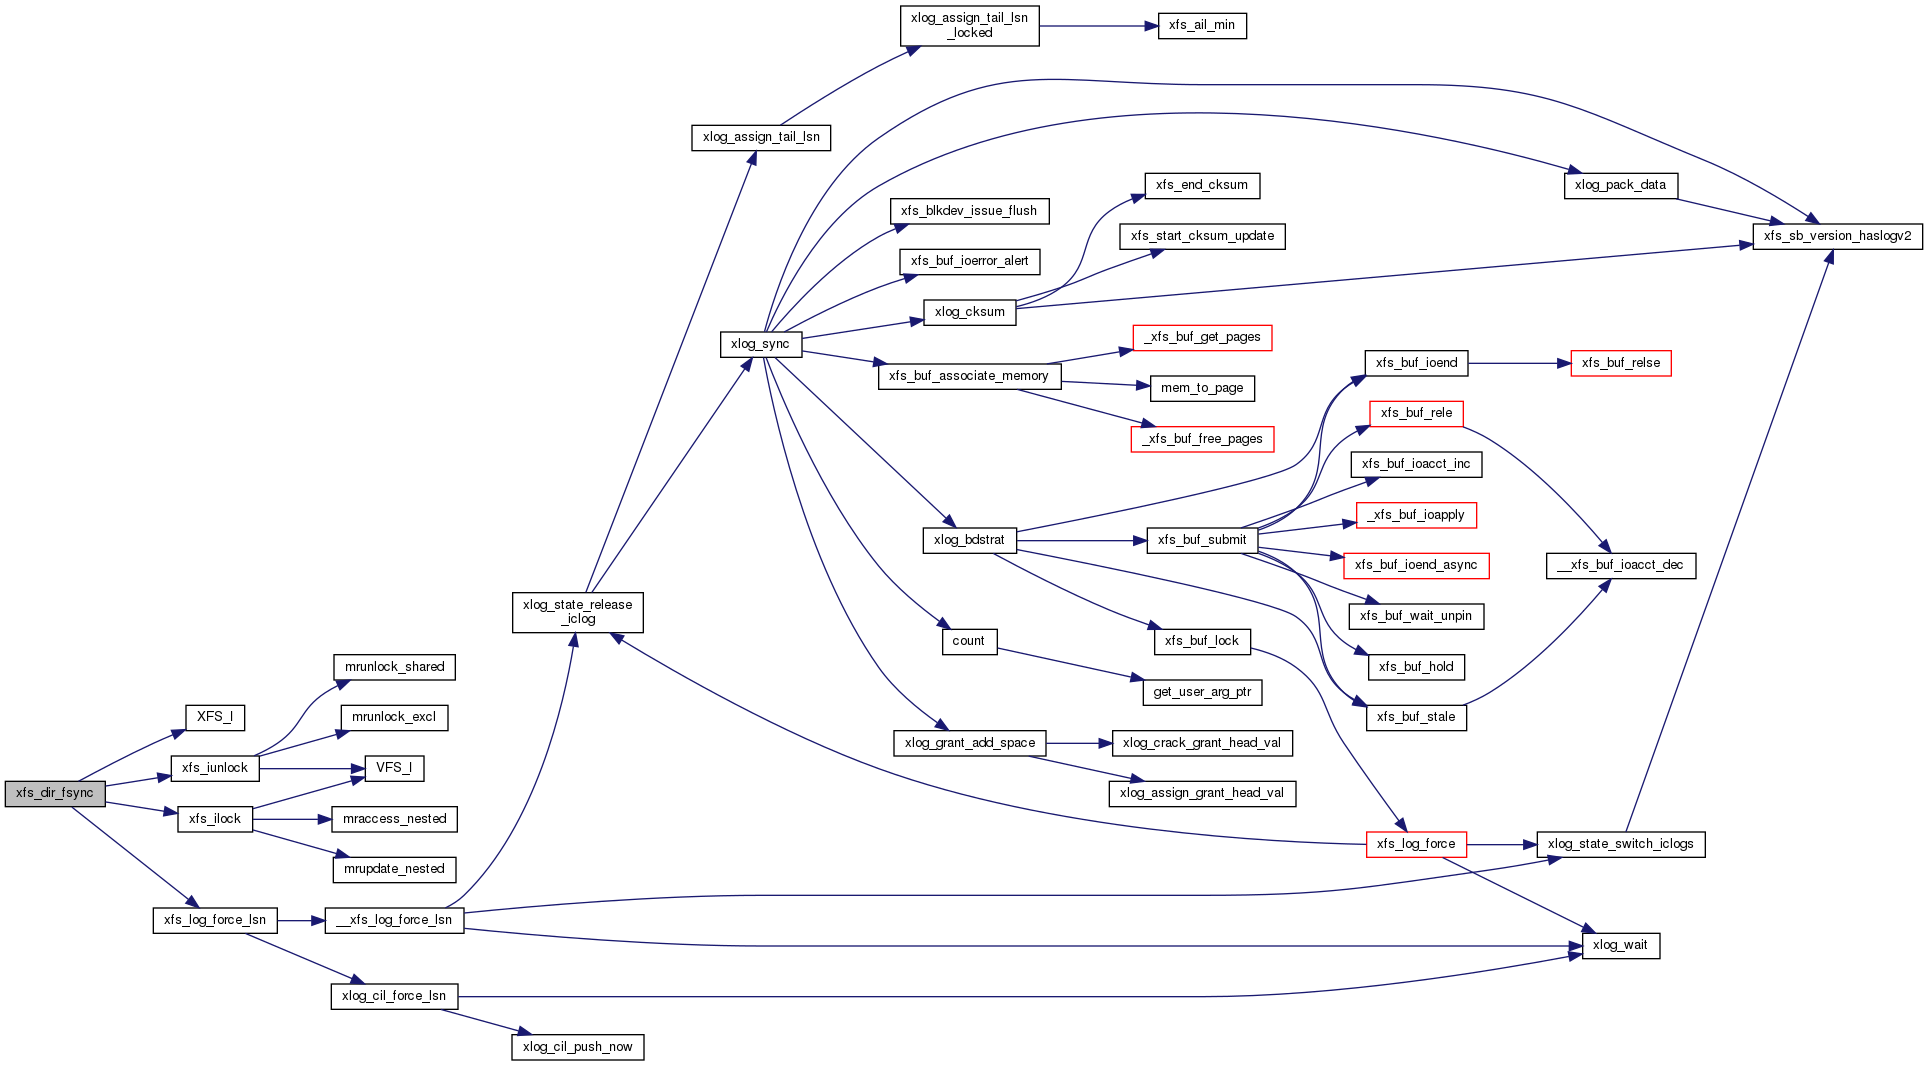 xlog_assign_tail_lsn
_locked
xfs_ail_min
xlog_assign_tail_lsn
xfs_end_cksum
xlog_pack_data
xfs_blkdev_issue_flush
xfs_start_cksum_update
xfs_sb_version_haslogv2
xfs_buf_ioerror_alert
xlog_cksum
xlog_sync
_xfs_buf_get_pages
xfs_buf_associate_memory
mem_to_page
_xfs_buf_free_pages
xfs_buf_ioend
xfs_buf_relse
xfs_buf_rele
xfs_buf_ioacct_inc
_xfs_buf_ioapply
xlog_bdstrat
xfs_buf_submit
xfs_buf_ioend_async
__xfs_buf_ioacct_dec
xlog_state_release
_iclog
xfs_buf_wait_unpin
count
xfs_buf_lock
xfs_buf_hold
mrunlock_shared
get_user_arg_ptr
XFS_I
mrunlock_excl
xfs_buf_stale
xlog_grant_add_space
xlog_crack_grant_head_val
xfs_iunlock
VFS_I
xfs_dir_fsync
xlog_assign_grant_head_val
xfs_ilock
mraccess_nested
xfs_log_force
xlog_state_switch_iclogs
mrupdate_nested
xfs_log_force_lsn
__xfs_log_force_lsn
xlog_wait
xlog_cil_force_lsn
xlog_cil_push_now